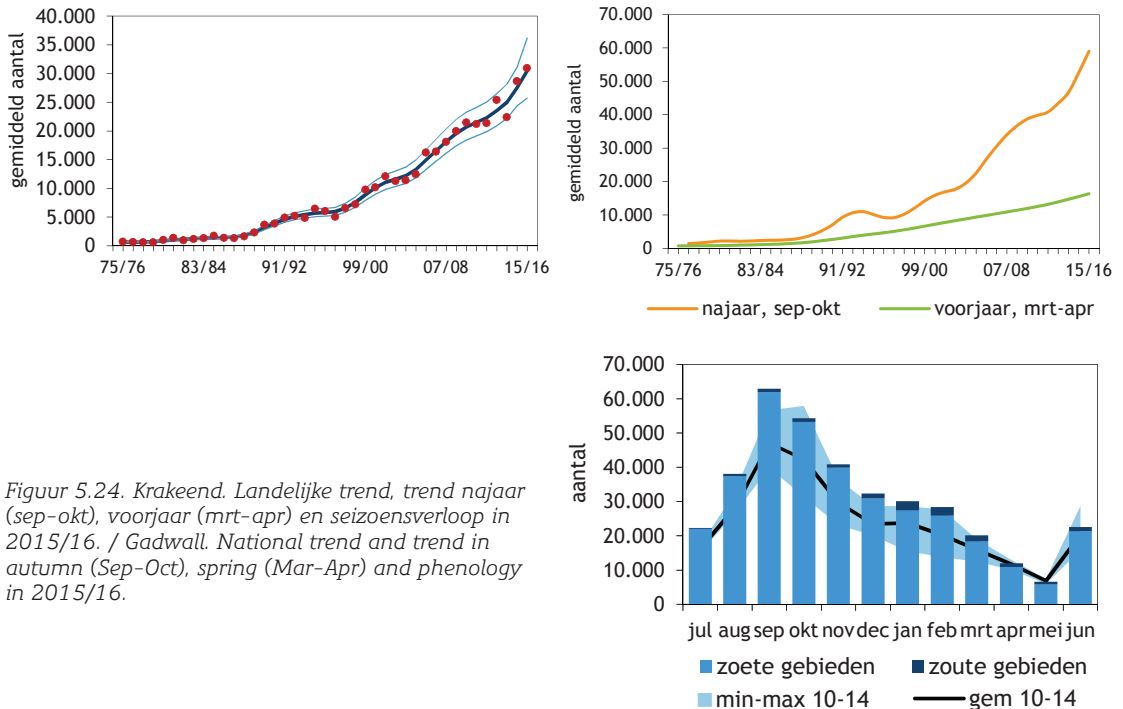 40.000
35.000
30.000
25.000
20.000
15.000
10.000
5.000
0
gemiddeld aantal
75/76 83/84 91/92 99/00 07/08 15/16
70.000
60.000
50.000
40.000
30.000
20.000
10.000
0
gemiddeld aantal
75/76 83/84 91/92 99/00 07/08 15/16
najaar, sep-okt voorjaar, mrt-apr
Figuur 5.24. Krakeend. Landelijke trend, trend najaar
(sep-okt), voorjaar (mrt-apr) en seizoensverloop in
2015/16. / Gadwall. National trend and trend in
autumn (Sep-Oct), spring (Mar-Apr) and phenology
in 2015/16.
70.000
60.000
50.000
40.000
30.000
20.000
10.000
0
aantal
jul aug sep okt nov dec jan feb mrt apr mei jun
zoete gebieden zoute gebieden
min-max 10-14 gem 10-14